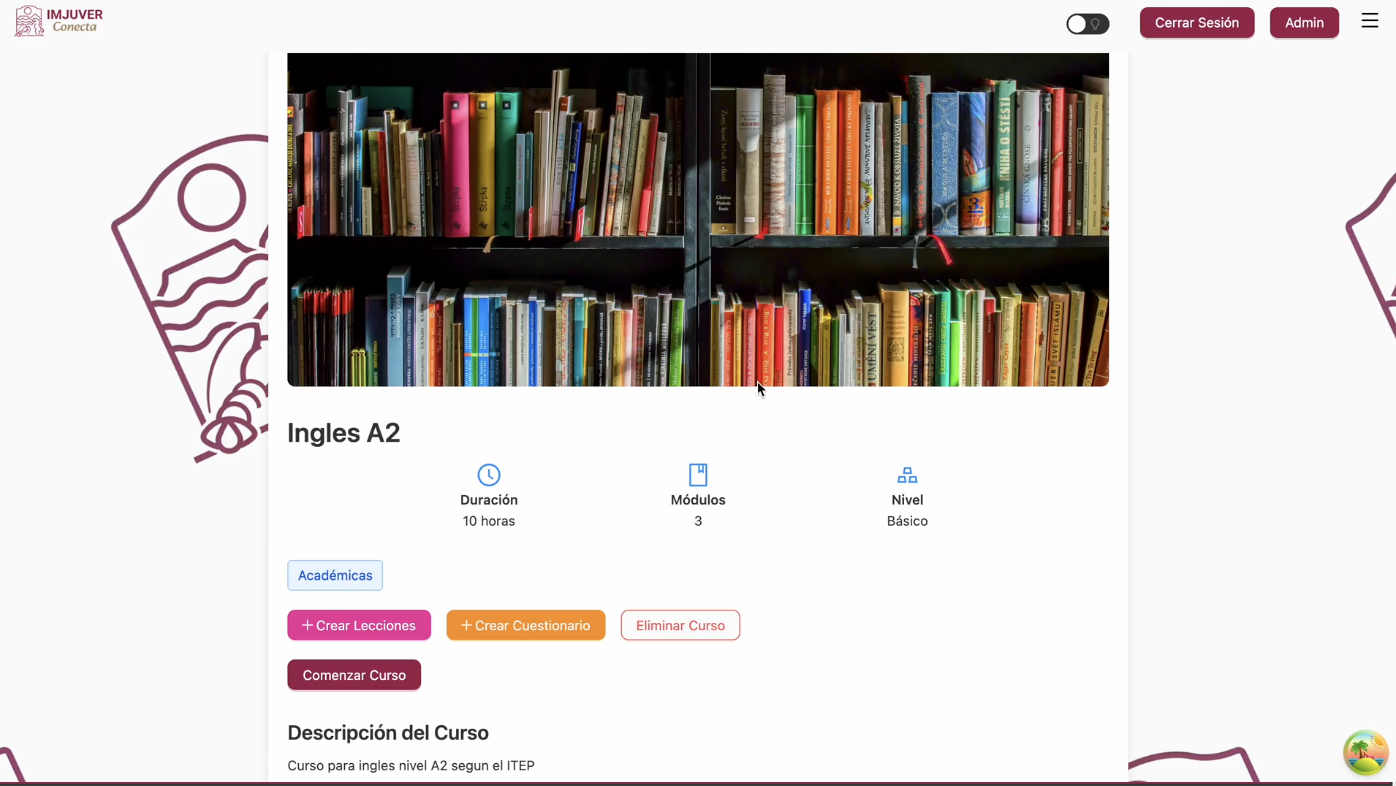 IMJUVER
Conecta
Cerrar Sesión
Admin
Ingles A2
Duración
10 horas
Módulos
3
Nivel
Básico
Académicas
+ Crear Lecciones
+ Crear Cuestionario
Eliminar Curso
Comenzar Curso
Descripción del Curso
Curso para ingles nivel A2 segun el ITEP